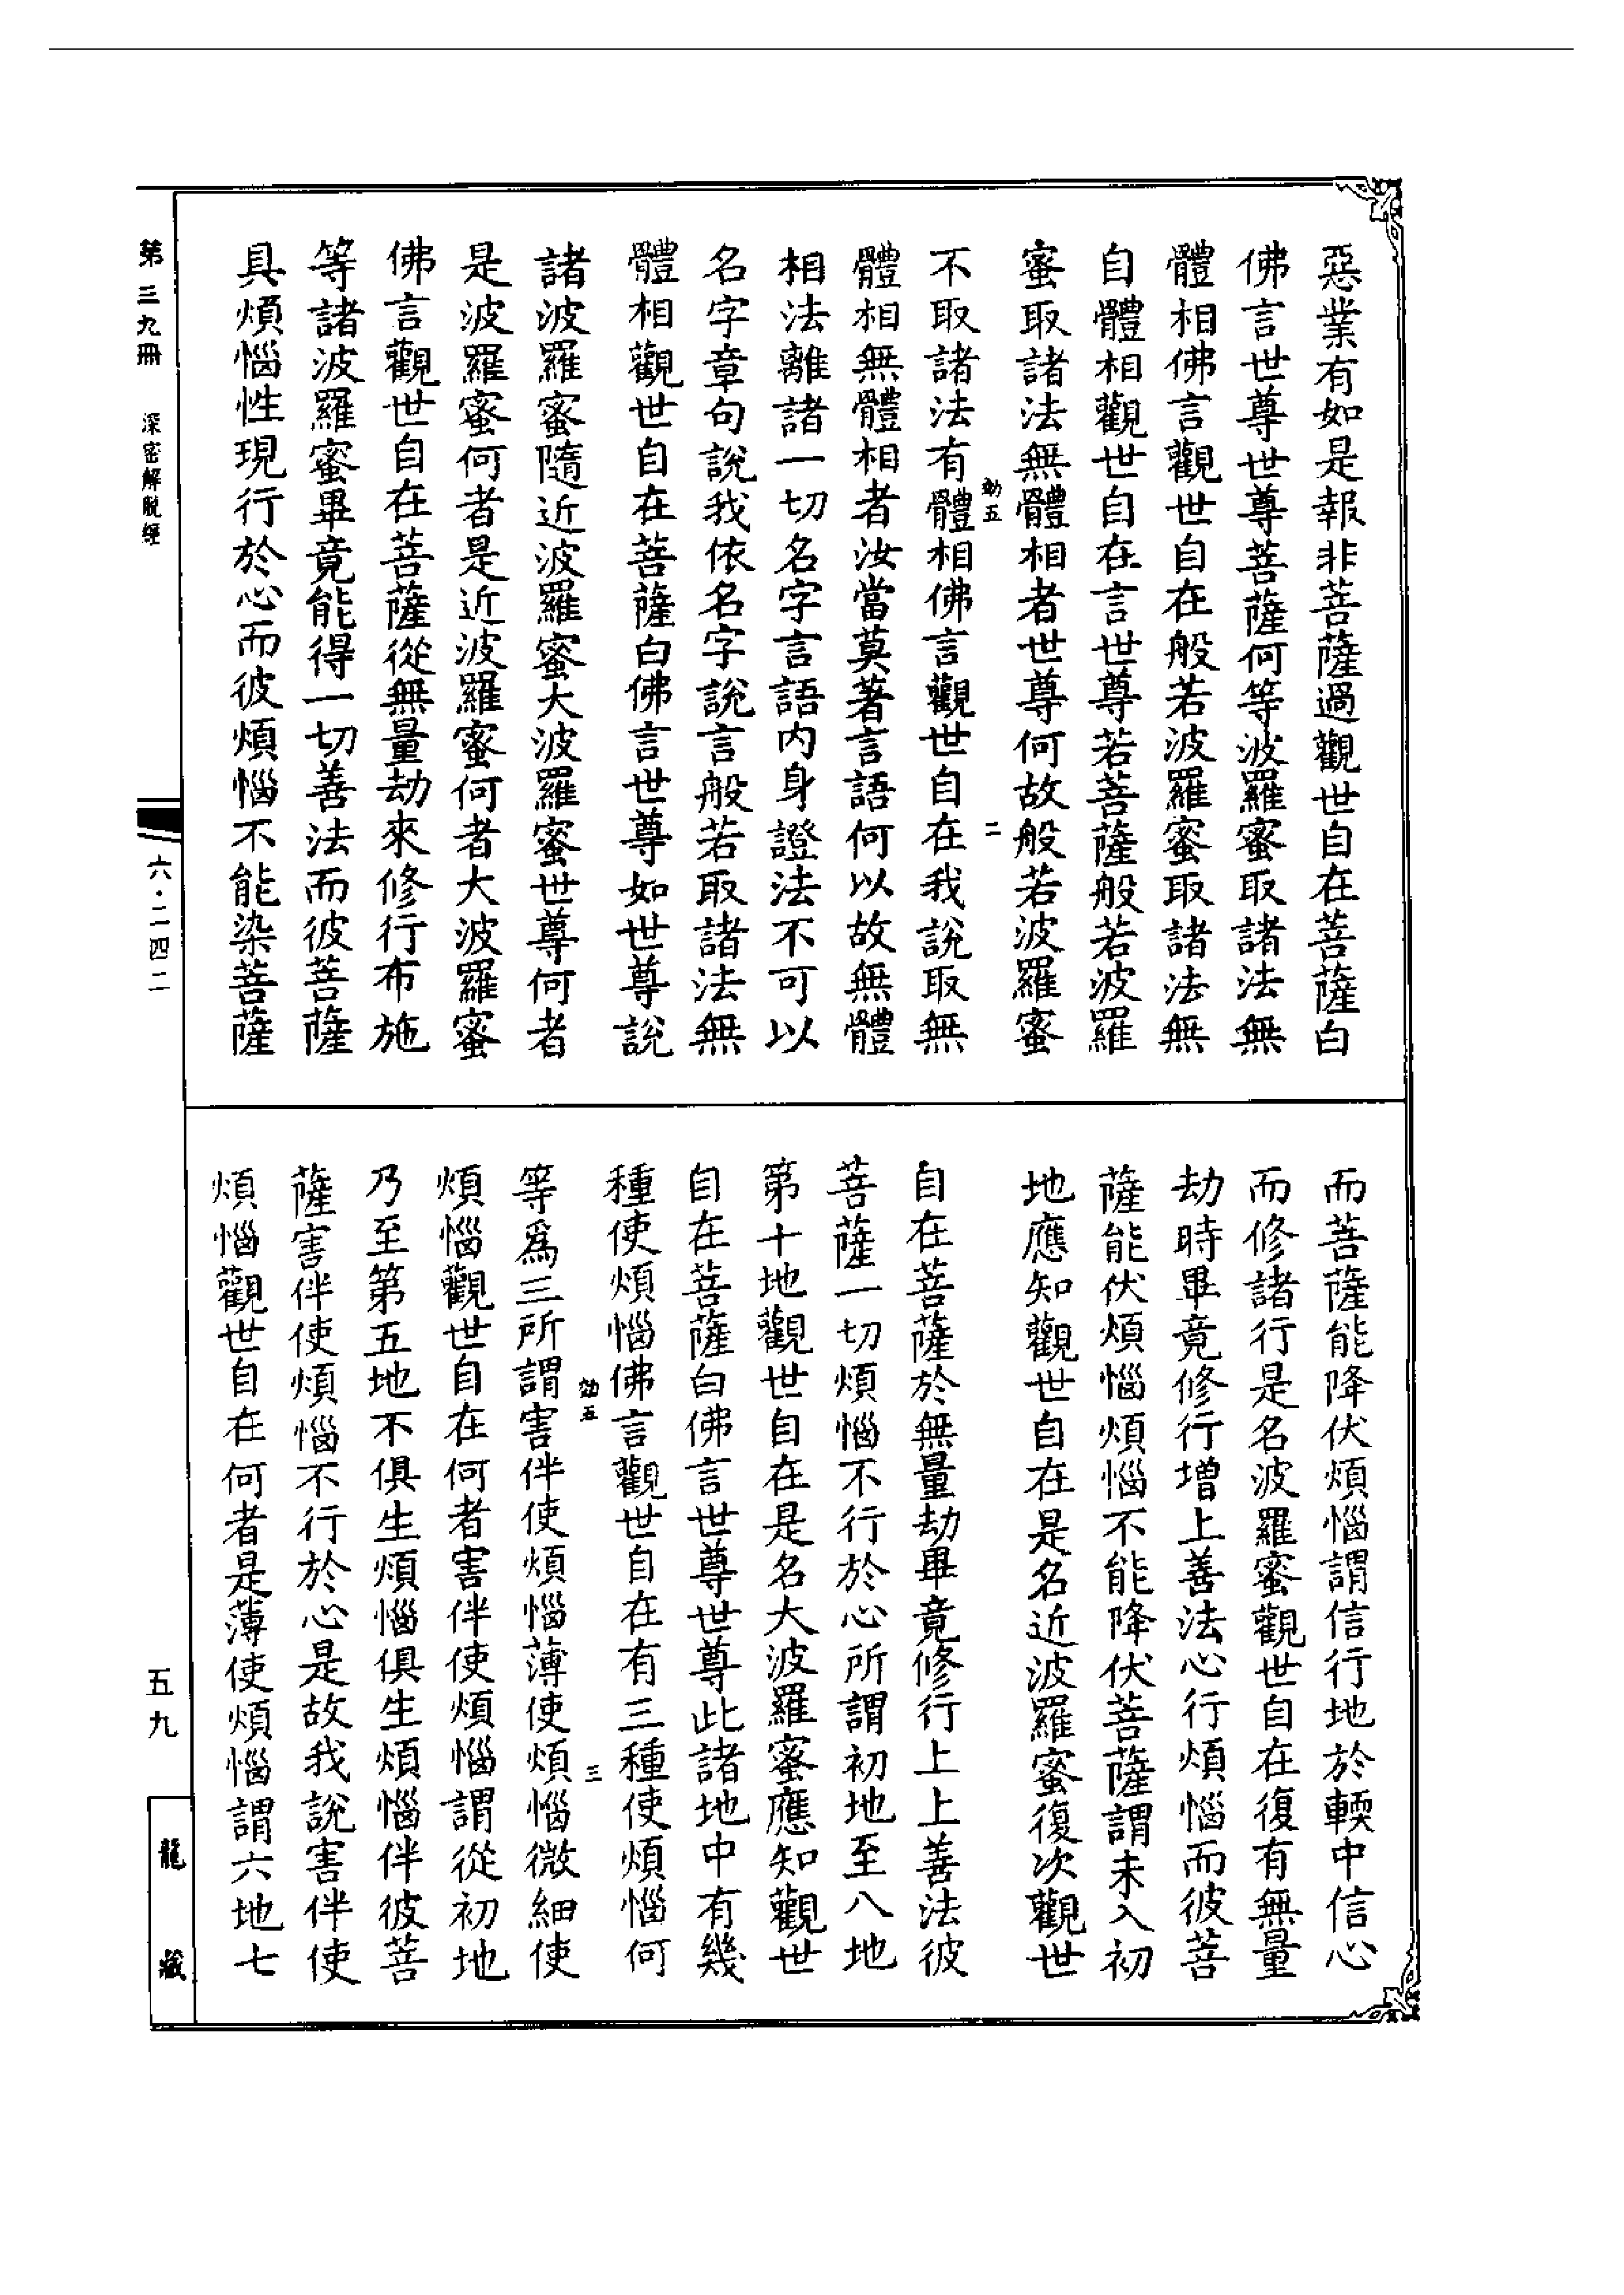 惡業有如是報非菩薩過觀世自在菩薩白
佛言世尊世尊菩薩何等波羅蜜取諸法無
體相佛言觀世自在般若波羅蜜取諸法無
自體相觀世自在言世尊若菩薩般若波羅
蜜取諸法無體相者世尊何故般若波羅蜜
効五
二
不取諸法有體相佛言觀世自在我說取無
體相無體相者汝當莫著言語何以故無體
相法離諸一切名字言語內身證法不可以
名字章句說我依名字說言般若取諸法無
體相觀世自在菩薩白佛言世尊如世尊說
諸波羅蜜隨近波羅蜜大波羅蜜世尊何者
是波羅蜜何者是近波羅蜜何者大波羅蜜
佛言觀世自在菩薩從無量劫來修行布施
等諸波羅蜜畢竟能得一切善法而彼菩薩
具煩惱性現行於心而彼煩惱不能染菩薩
而菩薩能降伏煩惱謂信行地於輭中信心
而修諸行是名波羅蜜觀世自在復有無量
劫時畢竟修行增上善法心行煩惱而彼菩
薩能伏煩惱煩惱不能降伏菩薩謂未入初
地應知觀世自在是名近波羅蜜復次觀世
自在菩薩於無量劫畢竟修行上上善法彼
菩薩一切煩惱不行於心所謂初地至八地
第十地觀世自在是名大波羅蜜應知觀世
自在菩薩白佛言世尊世尊此諸地中有幾
種使煩惱佛言觀世自在有三種使煩惱何
効五
三
等爲三所謂害伴使煩惱薄使煩惱微細使
煩惱觀世自在何者害伴使煩惱謂從初地
乃至第五地不俱生煩惱俱生煩惱伴彼菩
薩害伴使煩惱不行於心是故我說害伴使
煩惱觀世自在何者是薄使煩惱謂六地七
第三九冊
深密解脫經
六·二四二
五九
龍藏